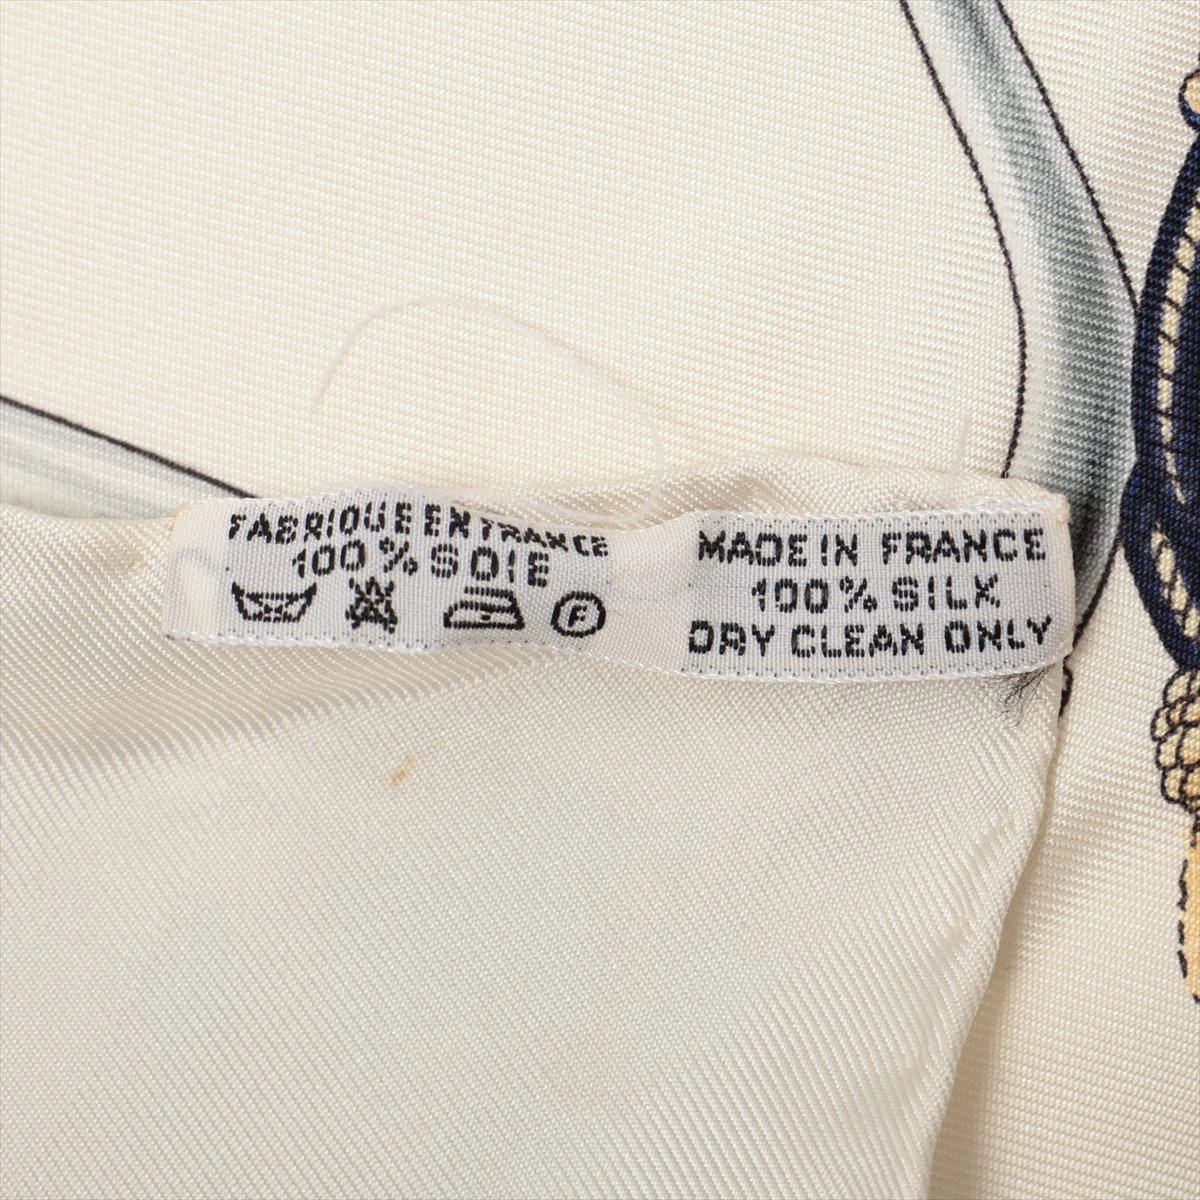 FABRIQUE EN FRANCE
100 % SOIE
F
MADE IN FRANCE
100% SILK
DRY CLEAN ONLY